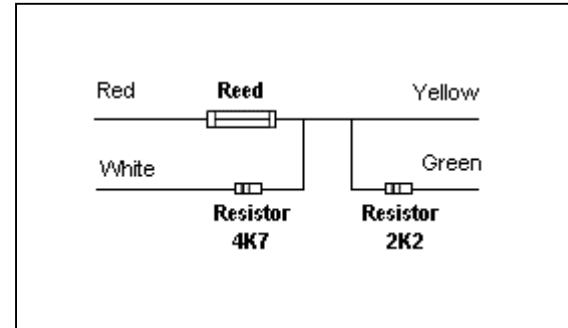 Red Reed Yellow
White Green
Resistor Resistor
4K7 2K2